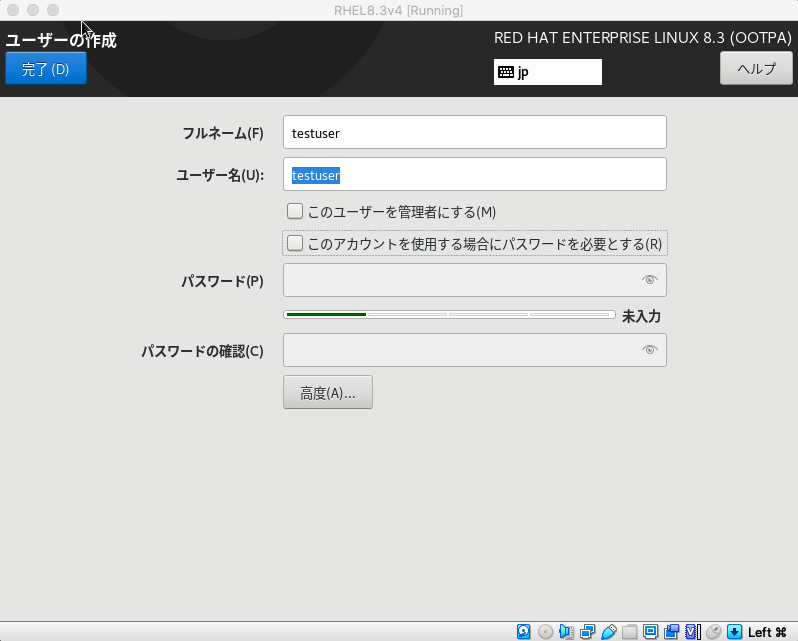 RHEL8.3v4 [Running]
ユーザーの作成
RED HAT ENTERPRISE LINUX 8.3 (OOTPA)
完了 (D)
jp
ヘルプ
フルネーム(F)
testuser
ユーザー名(U):
testuser
このユーザーを管理者にする(M)
このアカウントを使用する場合にパスワードを必要とする(R)
パスワード(P)
未入力
パスワードの確認(C)
高度(A)...
Left ⌘